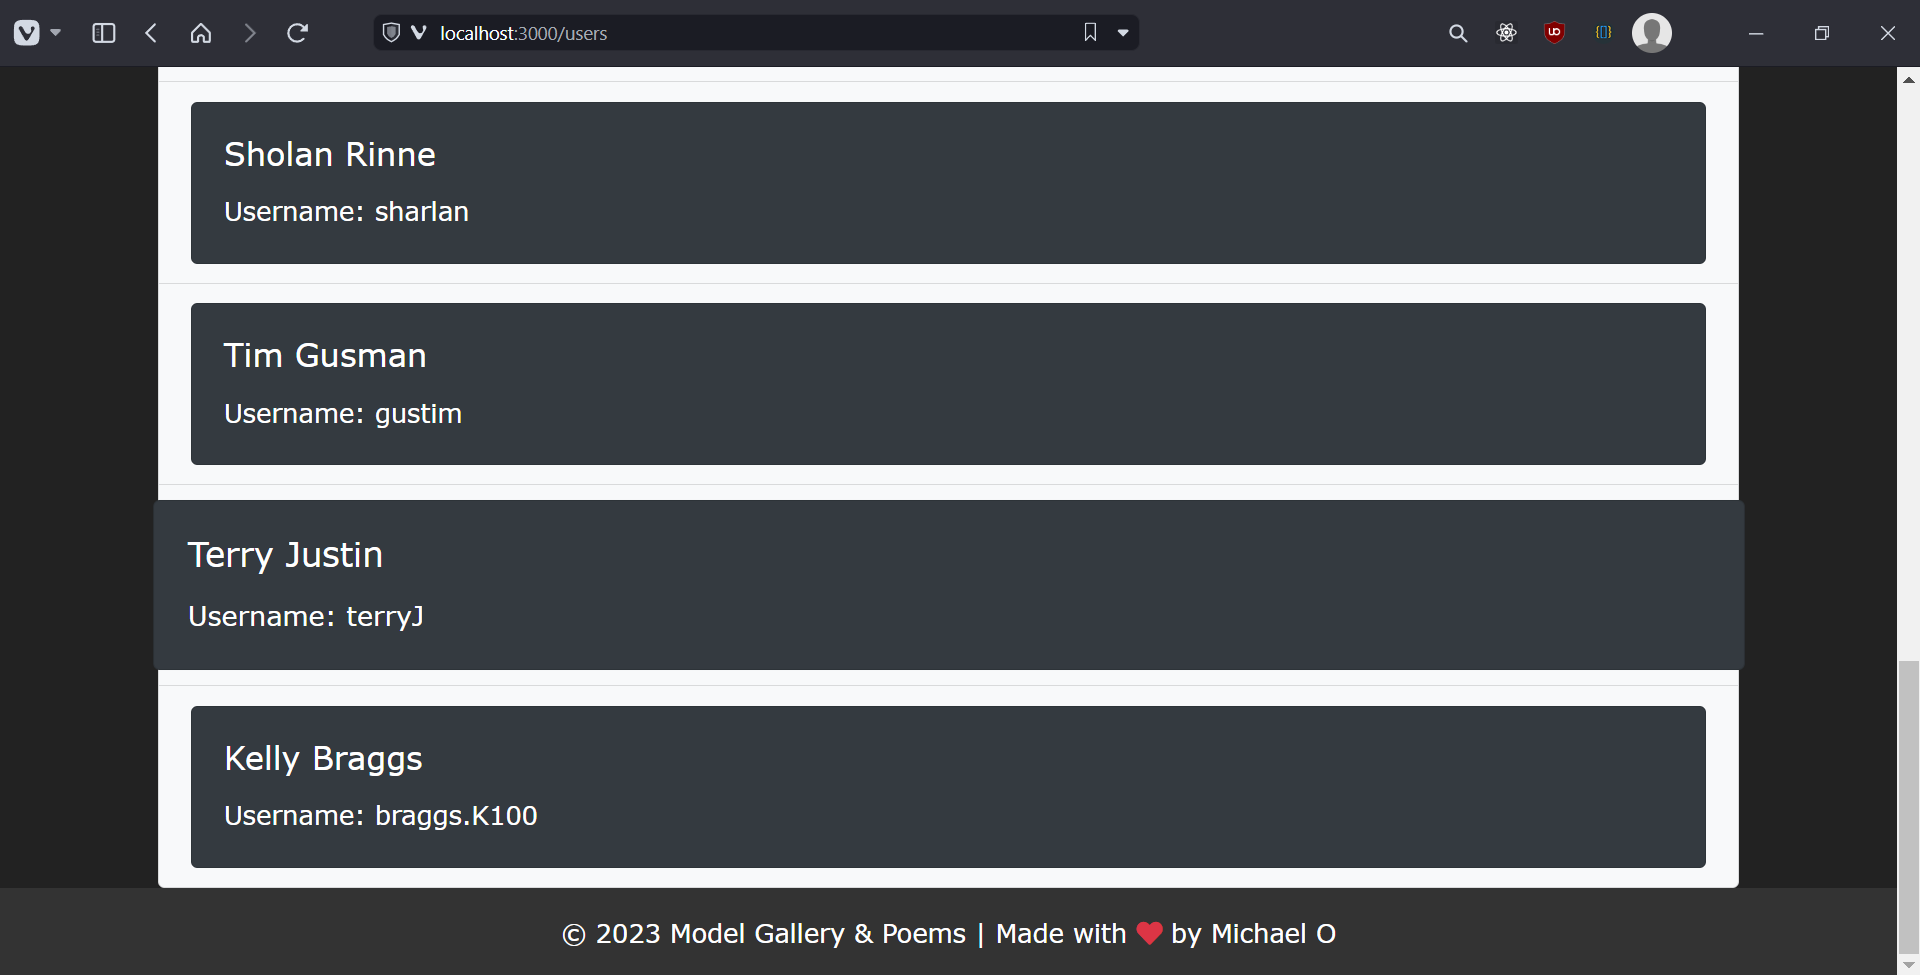 localhost:3000/users
Sholan Rinne
Username: sharlan
Tim Gusman
Username: gustim
Terry Justin
Username: terryJ
Kelly Braggs
Username: braggs.K100
© 2023 Model Gallery & Poems | Made with ❤ by Michael O